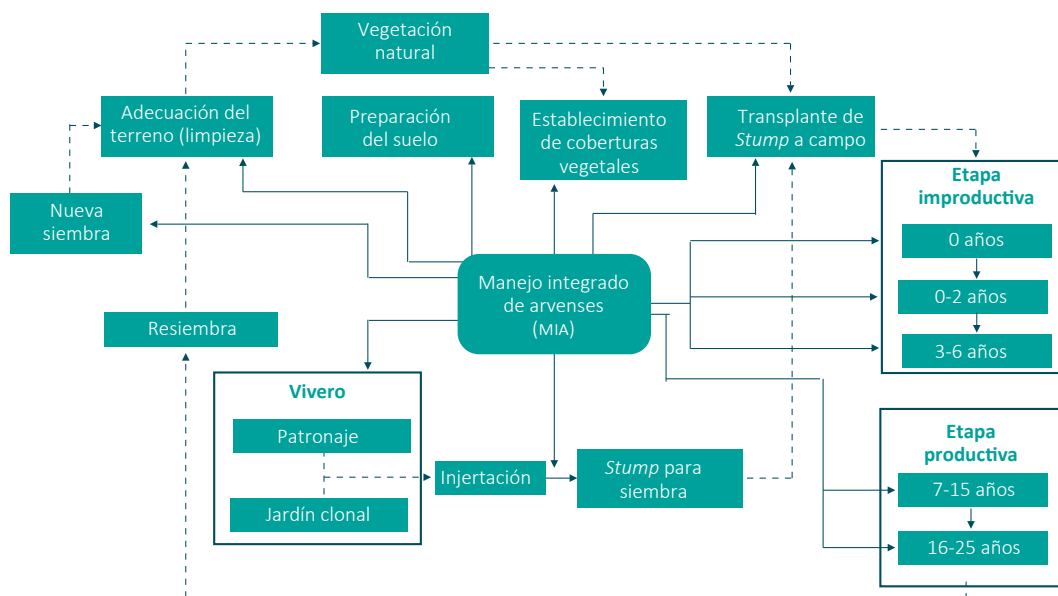 Vegetación
natural
Adecuación del
terreno (limpieza)
Preparación
del suelo
Establecimiento
de coberturas
vegetales
Transplante de
Stump a campo
Nueva
siembra
Etapa
improductiva
0 años
0-2 años
3-6 años
Manejo integrado
de arvenses
(MIA)
Resiembra
Vivero
Patronaje
Jardín clonal
Injertación
Stump para
siembra
Etapa
productiva
7-15 años
16-25 años